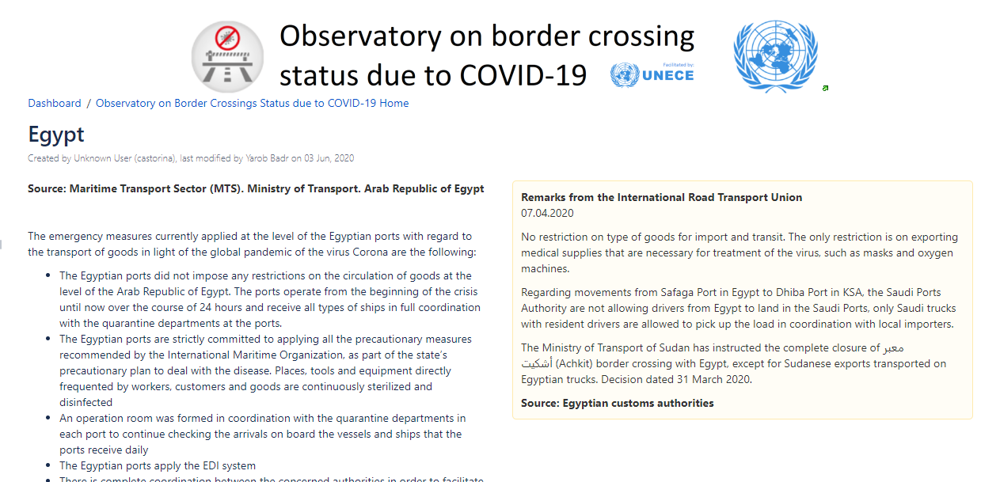 Observatory on border crossing
status due to COVID-19
Facilitated by:
UNECE
Dashboard / Observatory on Border Crossings Status due to COVID-19 Home
Egypt
Created by Unknown User (castorina), last modified by Yarob Badr on 03 Jun, 2020
Source: Maritime Transport Sector (MTS). Ministry of Transport. Arab Republic of Egypt
The emergency measures currently applied at the level of the Egyptian ports with regard to
the transport of goods in light of the global pandemic of the virus Corona are the following:
• The Egyptian ports did not impose any restrictions on the circulation of goods at the
level of the Arab Republic of Egypt. The ports operate from the beginning of the crisis
until now over the course of 24 hours and receive all types of ships in full coordination
with the quarantine departments at the ports.
• The Egyptian ports are strictly committed to applying all the precautionary measures
recommended by the International Maritime Organization, as part of the state's
precautionary plan to deal with the disease. Places, tools and equipment directly
frequented by workers, customers and goods are continuously sterilized and
disinfected
• An operation room was formed in coordination with the quarantine departments in
each port to continue checking the arrivals on board the vessels and ships that the
ports receive daily
• The Egyptian ports apply the EDI system
• There is complete coordination between the concerned authorities in order to facilitate
Remarks from the International Road Transport Union
07.04.2020
No restriction on type of goods for import and transit. The only restriction is on exporting
medical supplies that are necessary for treatment of the virus, such as masks and oxygen
machines.
Regarding movements from Safaga Port in Egypt to Dhiba Port in KSA, the Saudi Ports
Authority are not allowing drivers from Egypt to land in the Saudi Ports, only Saudi trucks
with resident drivers are allowed to pick up the load in coordination with local importers.
The Ministry of Transport of Sudan has instructed the complete closure of معبر
أشكيت (Achkit) border crossing with Egypt, except for Sudanese exports transported on
Egyptian trucks. Decision dated 31 March 2020.
Source: Egyptian customs authorities